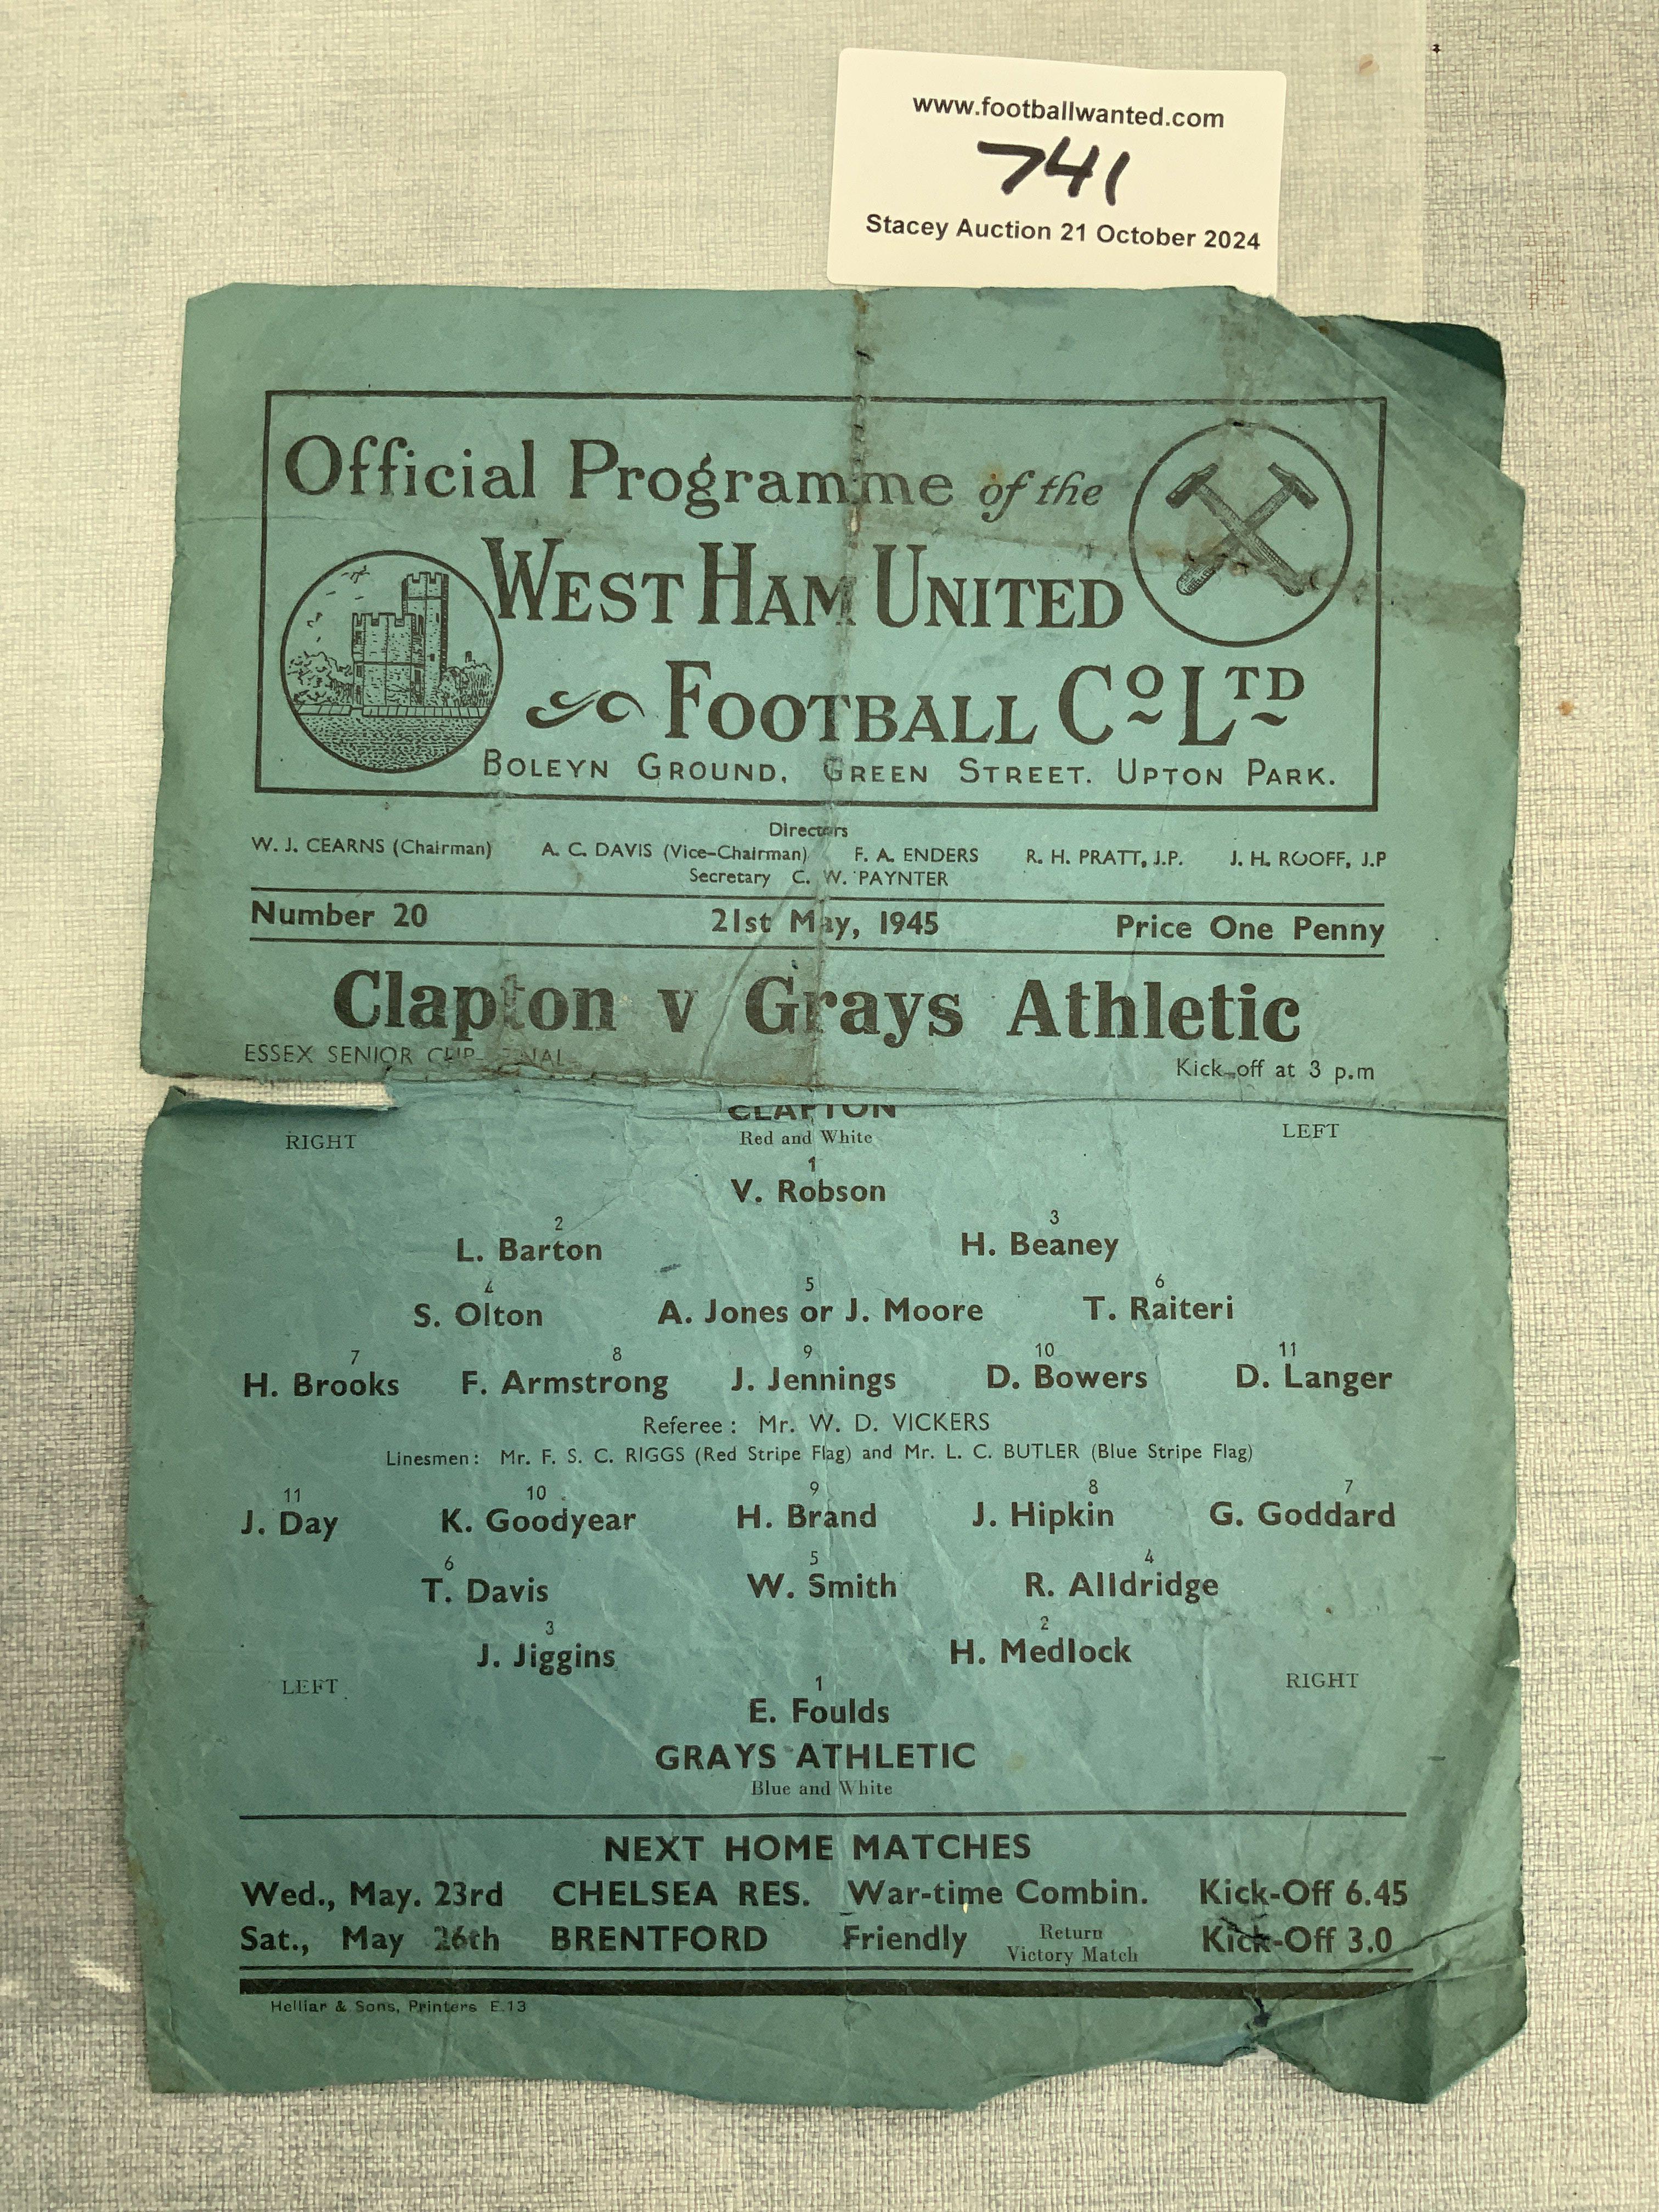 www.footballwanted.com
741
Stacey Auction 21 October 2024
Official Programme of the
WEST HAM UNITED
FOOTBALL Co LTD
BOLEYN GROUND, GREEN STREET. UPTON PARK.
Directors
W. J. CEARNS (Chairman) A. C. DAVIS (Vice-Chairman) F. A. ENDERS R. H. PRATT, J.P. J. H. ROOFF, J.P
Secretary C. W. PAYNTER
Number 20 21st May, 1945 Price One Penny
Clapton v Grays Athletic
ESSEX SENIOR CUP-FINAL Kick-off at 3 p.m
CLAPTON
RIGHT Red and White LEFT
1
V. Robson
2 3
L. Barton H. Beaney
4 5 6
S. Olton A. Jones or J. Moore T. Raiteri
7 8 9 10 11
H. Brooks F. Armstrong J. Jennings D. Bowers D. Langer
Referee : Mr. W. D. VICKERS
Linesmen : Mr. F. S. C. RIGGS (Red Stripe Flag) and Mr. L. C. BUTLER (Blue Stripe Flag)
11 10 9 8 7
J. Day K. Goodyear H. Brand J. Hipkin G. Goddard
6 5 4
T. Davis W. Smith R. Alldridge
3 2
J. Jiggins H. Medlock
LEFT 1 RIGHT
E. Foulds
GRAYS ATHLETIC
Blue and White
NEXT HOME MATCHES
Wed., May. 23rd CHELSEA RES. War-time Combin. Kick-Off 6.45
Sat., May 26th BRENTFORD Friendly Return Victory Match Kick-Off 3.0
Helliar & Sons, Printers E.13